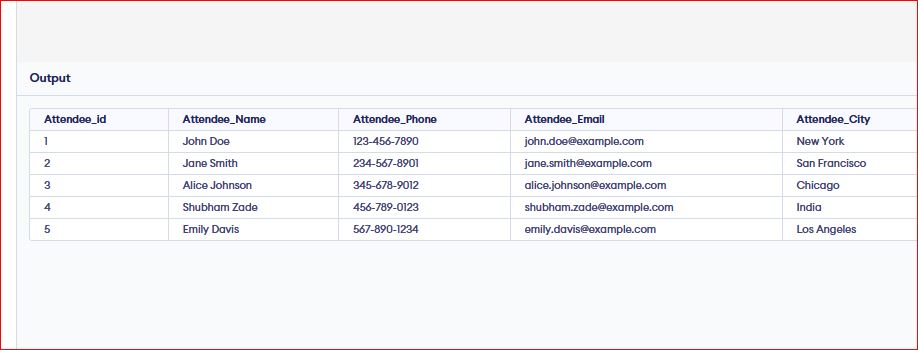 Output
Attendee_Id Attendee_Name Attendee_Phone Attendee_Email Attendee_City
1 John Doe 123-456-7890 john.doe@example.com New York
2 Jane Smith 234-567-8901 jane.smith@example.com San Francisco
3 Alice Johnson 345-678-9012 alice.johnson@example.com Chicago
4 Shubham Zade 456-789-0123 shubham.zade@example.com India
5 Emily Davis 567-890-1234 emily.davis@example.com Los Angeles